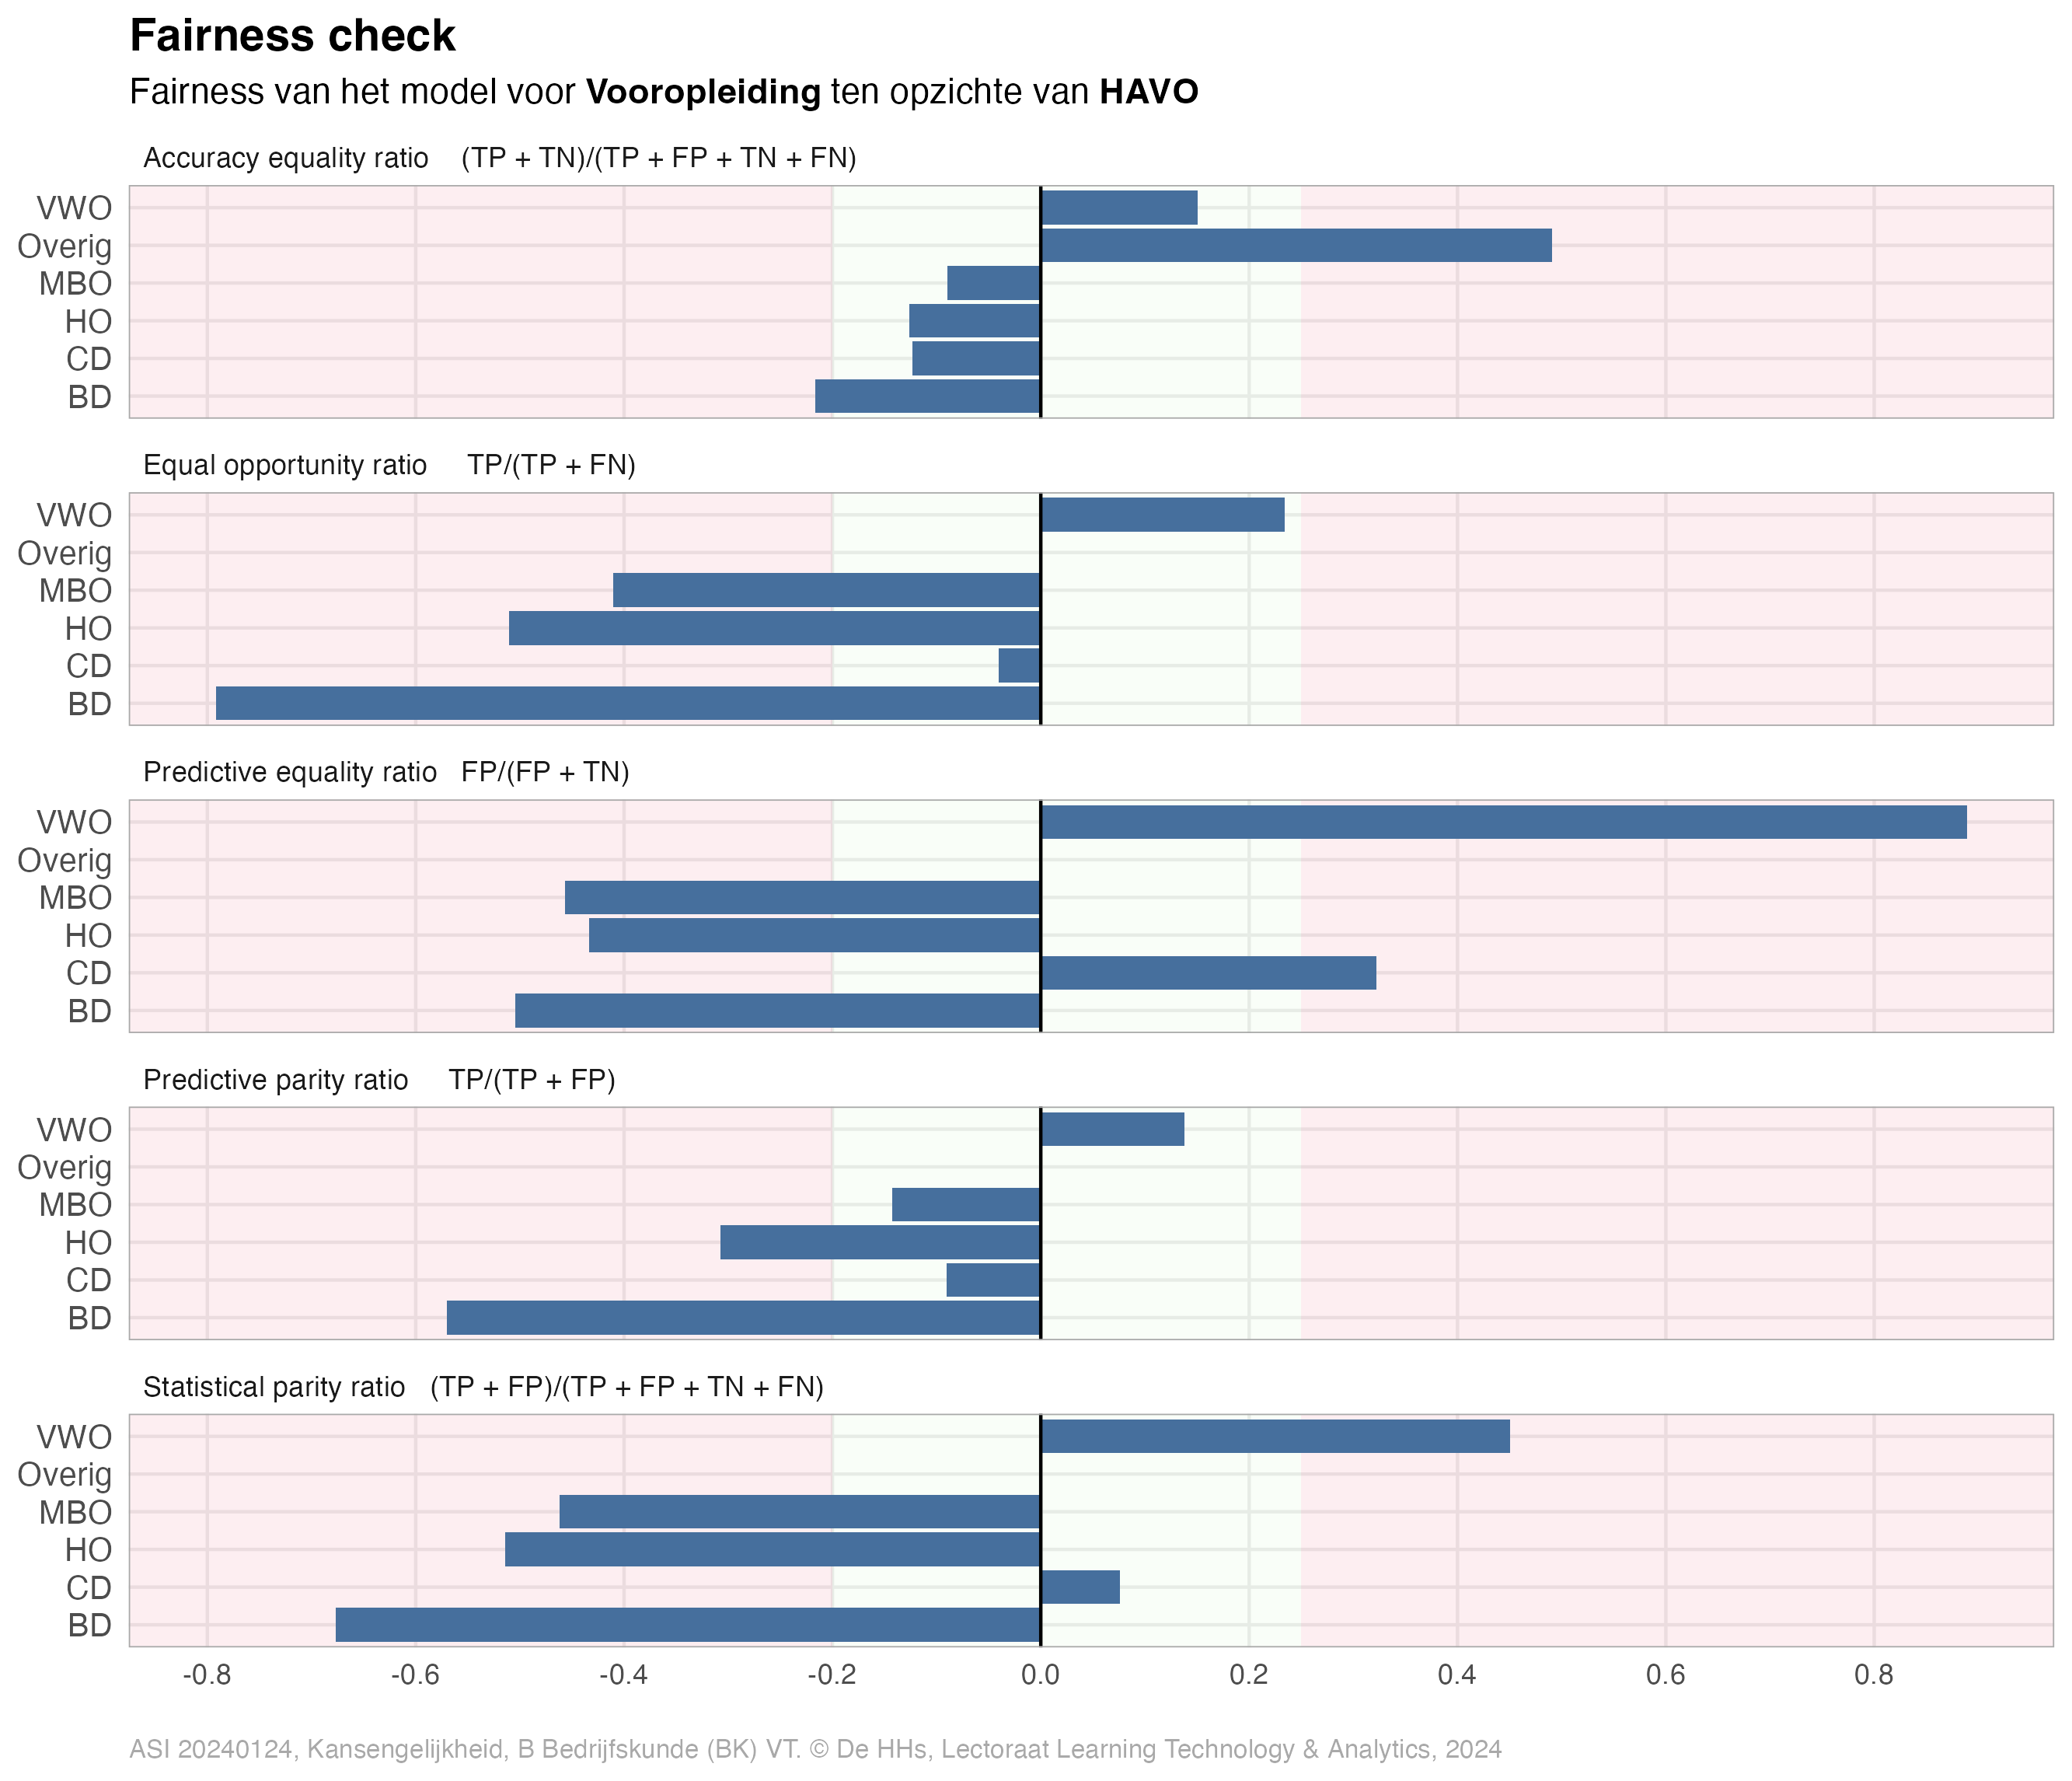 Fairness check
Fairness van het model voor Vooropleiding ten opzichte van HAVO
Accuracy equality ratio (TP + TN)/(TP + FP + TN + FN)
VWO
Overig
MBO
HO
CD
BD
Equal opportunity ratio TP/(TP + FN)
VWO
Overig
MBO
HO
CD
BD
Predictive equality ratio FP/(FP + TN)
VWO
Overig
MBO
HO
CD
BD
Predictive parity ratio TP/(TP + FP)
VWO
Overig
MBO
HO
CD
BD
Statistical parity ratio (TP + FP)/(TP + FP + TN + FN)
VWO
Overig
MBO
HO
CD
BD
-0.8 -0.6 -0.4 -0.2 0.0 0.2 0.4 0.6 0.8
ASI 20240124, Kansengelijkheid, B Bedrijfskunde (BK) VT. © De HHs, Lectoraat Learning Technology & Analytics, 2024